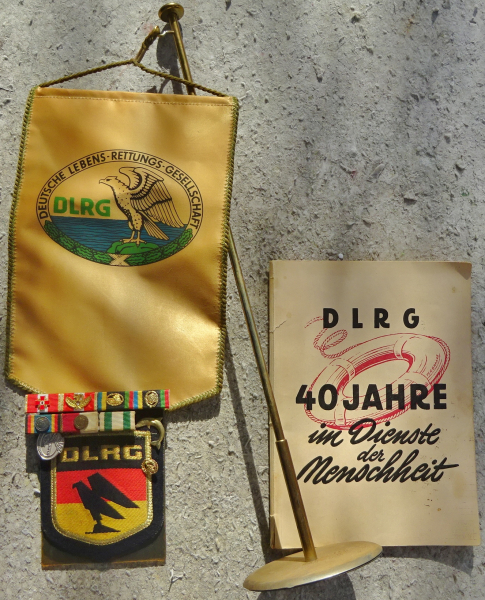 DEUTSCHE LEBENS-RETTUNGS-GESELLSCHAFT
DLRG
DLRG
DLRG
40 JAHRE
im Dienste
der
Menschheit